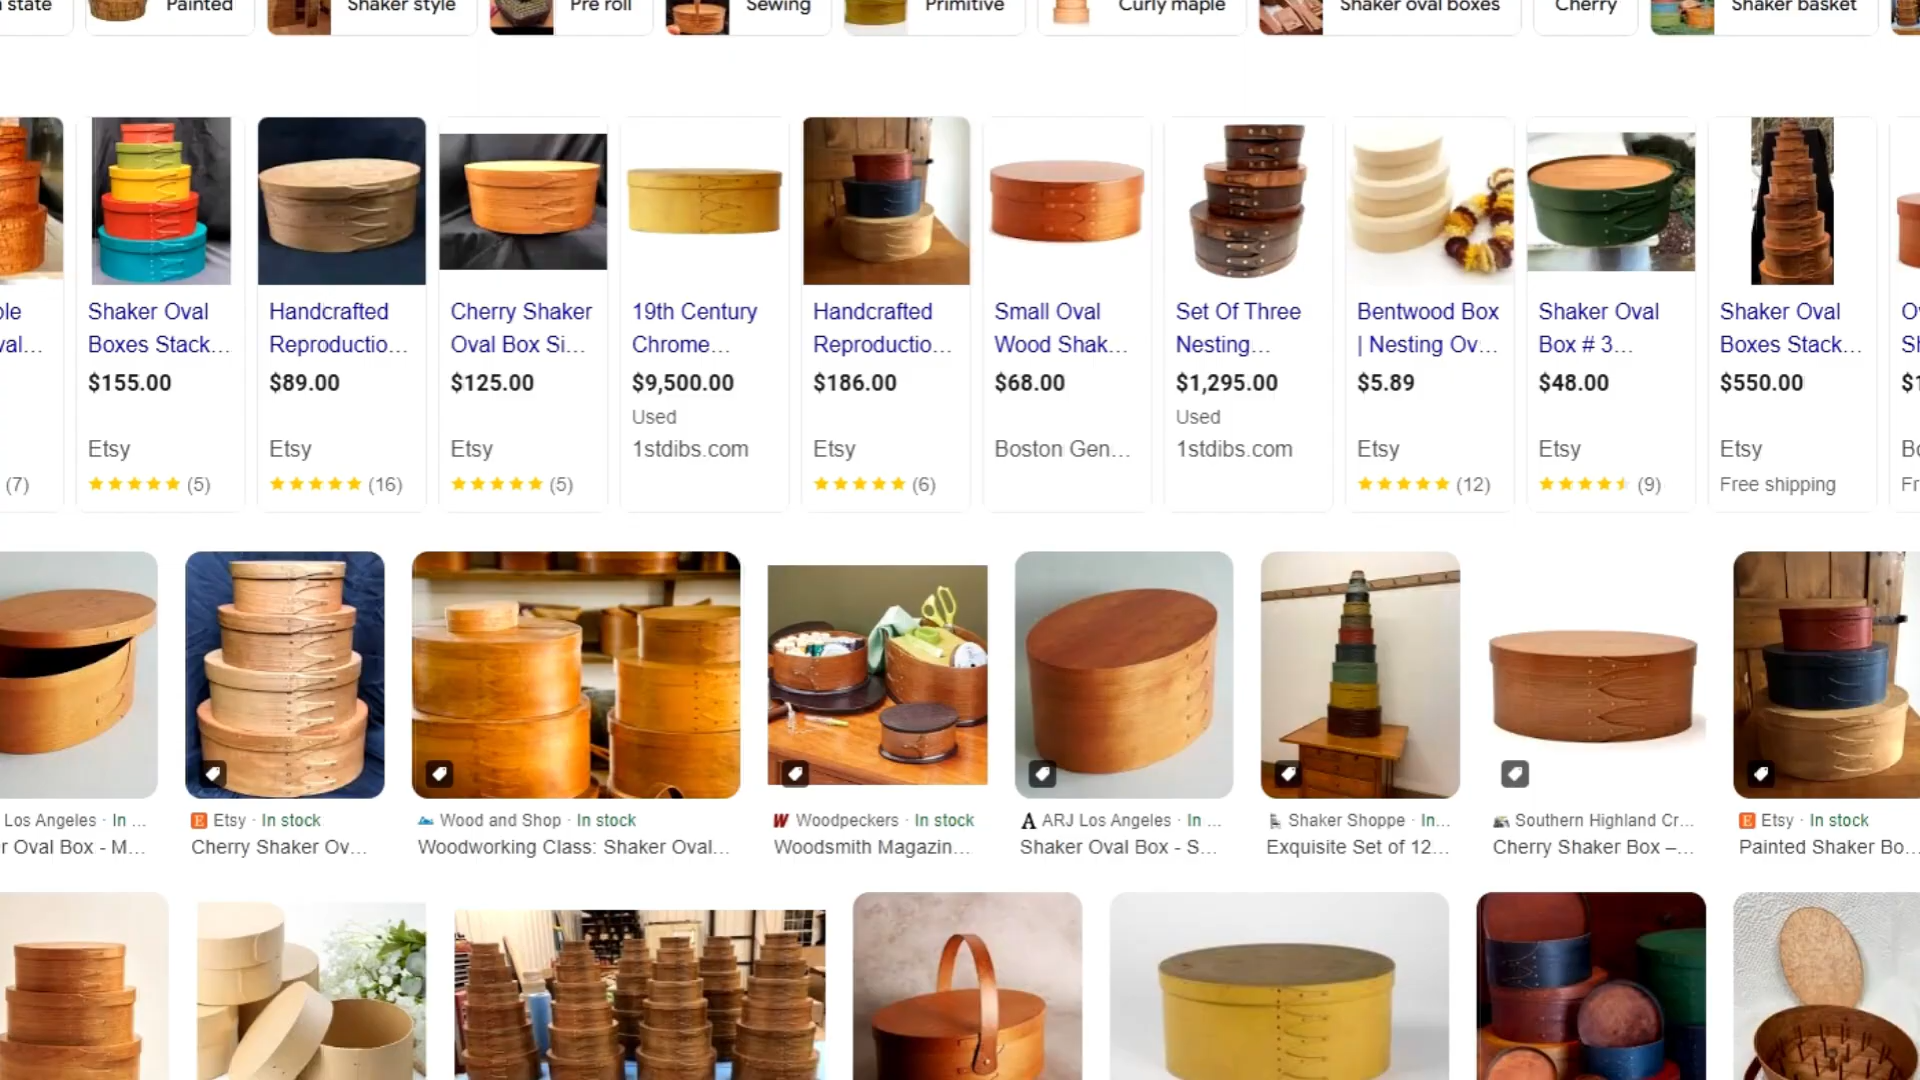 state
Painted
Shaker style
Pre roll
Sewing
Primitive
Curly maple
Shaker oval boxes
Cherry
Shaker basket
(7)
Shaker Oval
Boxes Stack...
$155.00
Etsy
(5)
Handcrafted
Reproductio...
$89.00
Etsy
(16)
Cherry Shaker
Oval Box Si...
$125.00
Etsy
(5)
19th Century
Chrome...
$9,500.00
Used
1stdibs.com
Handcrafted
Reproductio...
$186.00
Etsy
(6)
Small Oval
Wood Shak...
$68.00
Boston Gen...
Set Of Three
Nesting...
$1,295.00
Used
1stdibs.com
Bentwood Box
| Nesting Ov...
$5.89
Etsy
(12)
Shaker Oval
Box # 3...
$48.00
Etsy
(9)
Shaker Oval
Boxes Stack...
$550.00
Etsy
Free shipping
Los Angeles · In ...
r Oval Box - M...
Etsy · In stock
Cherry Shaker Ov...
Wood and Shop · In stock
Woodworking Class: Shaker Oval...
Woodpeckers · In stock
Woodsmith Magazin...
ARJ Los Angeles · In ...
Shaker Oval Box - S...
Shaker Shoppe · In...
Exquisite Set of 12...
Southern Highland Cr...
Cherry Shaker Box –...
Etsy · In stock
Painted Shaker Bo...